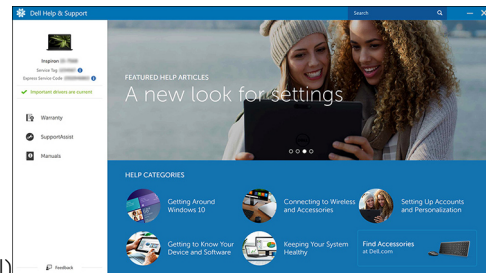 Dell Help & Support
Search
Inspiron
Service Tag
Express Service Code
Important drivers are current
Warranty
SupportAssist
Manuals
Feedback
FEATURED HELP ARTICLES
A new look for settings
HELP CATEGORIES
Getting Around
Windows 10
Connecting to Wireless
and Accessories
Setting Up Accounts
and Personalization
Getting to Know Your
Device and Software
Keeping Your System
Healthy
Find Accessories
at Dell.com